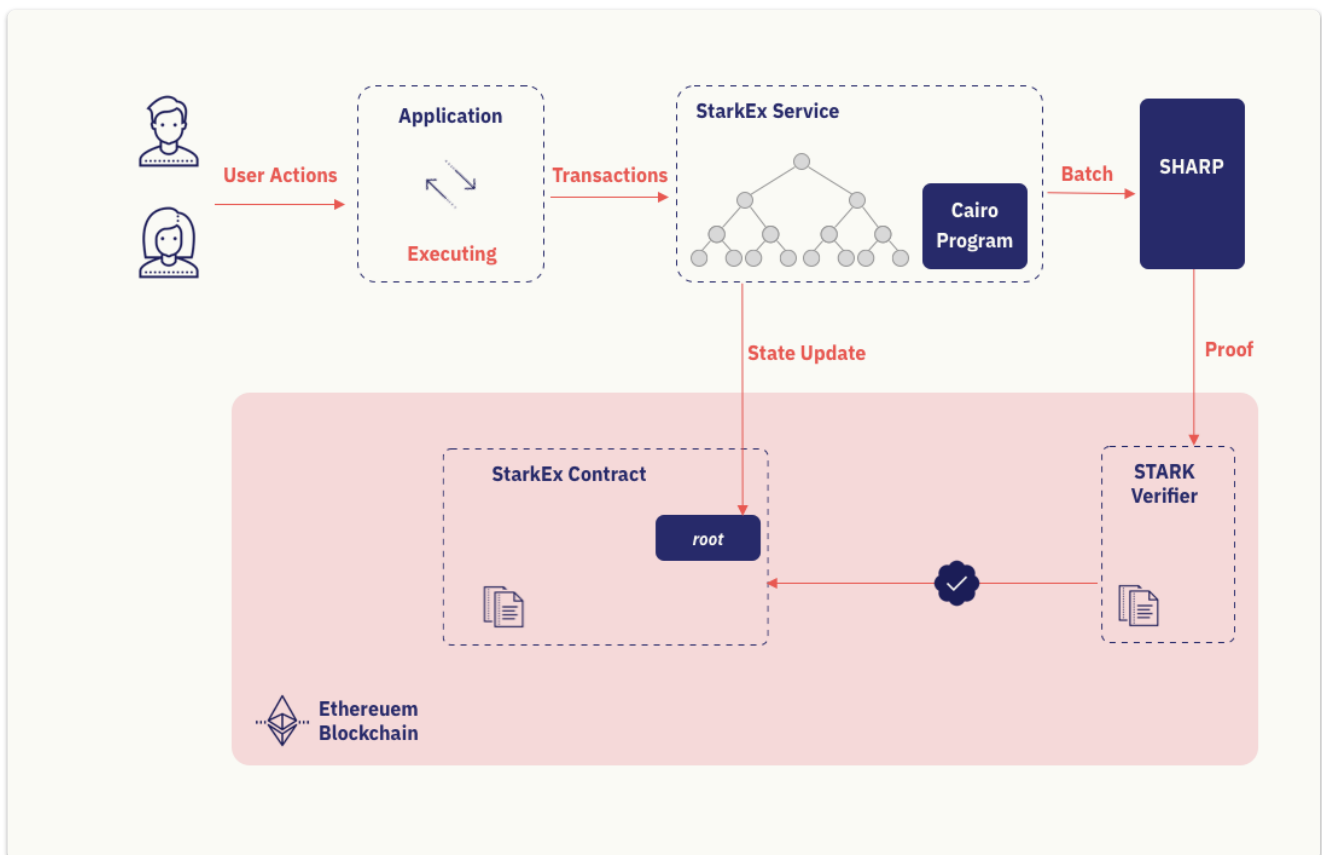 Application
StarkEx Service
SHARP
User Actions
Transactions
Batch
Cairo
Program
Executing
State Update
Proof
StarkEx Contract
STARK
Verifier
root
Ethereuem
Blockchain